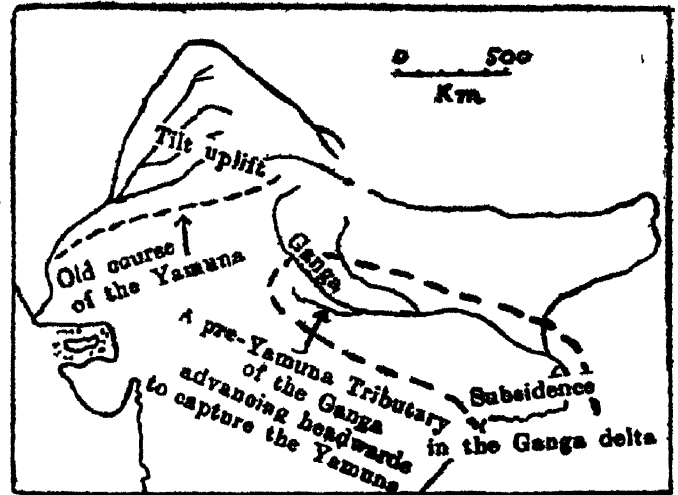 0 500
Km
Tilt uplift
Old course
of the Yamuna
Ganga
A pre-Yamuna Tributary
of the Ganga
advancing headwards
to capture the Yamuna
Subsidence
in the Ganga delta